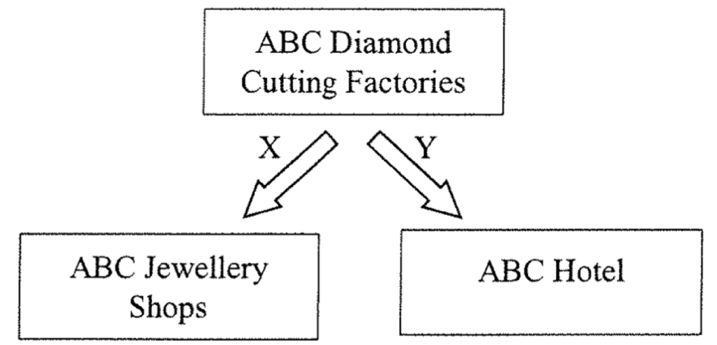 ABC Diamond
Cutting Factories
X
Y
ABC Jewellery
Shops
ABC Hotel